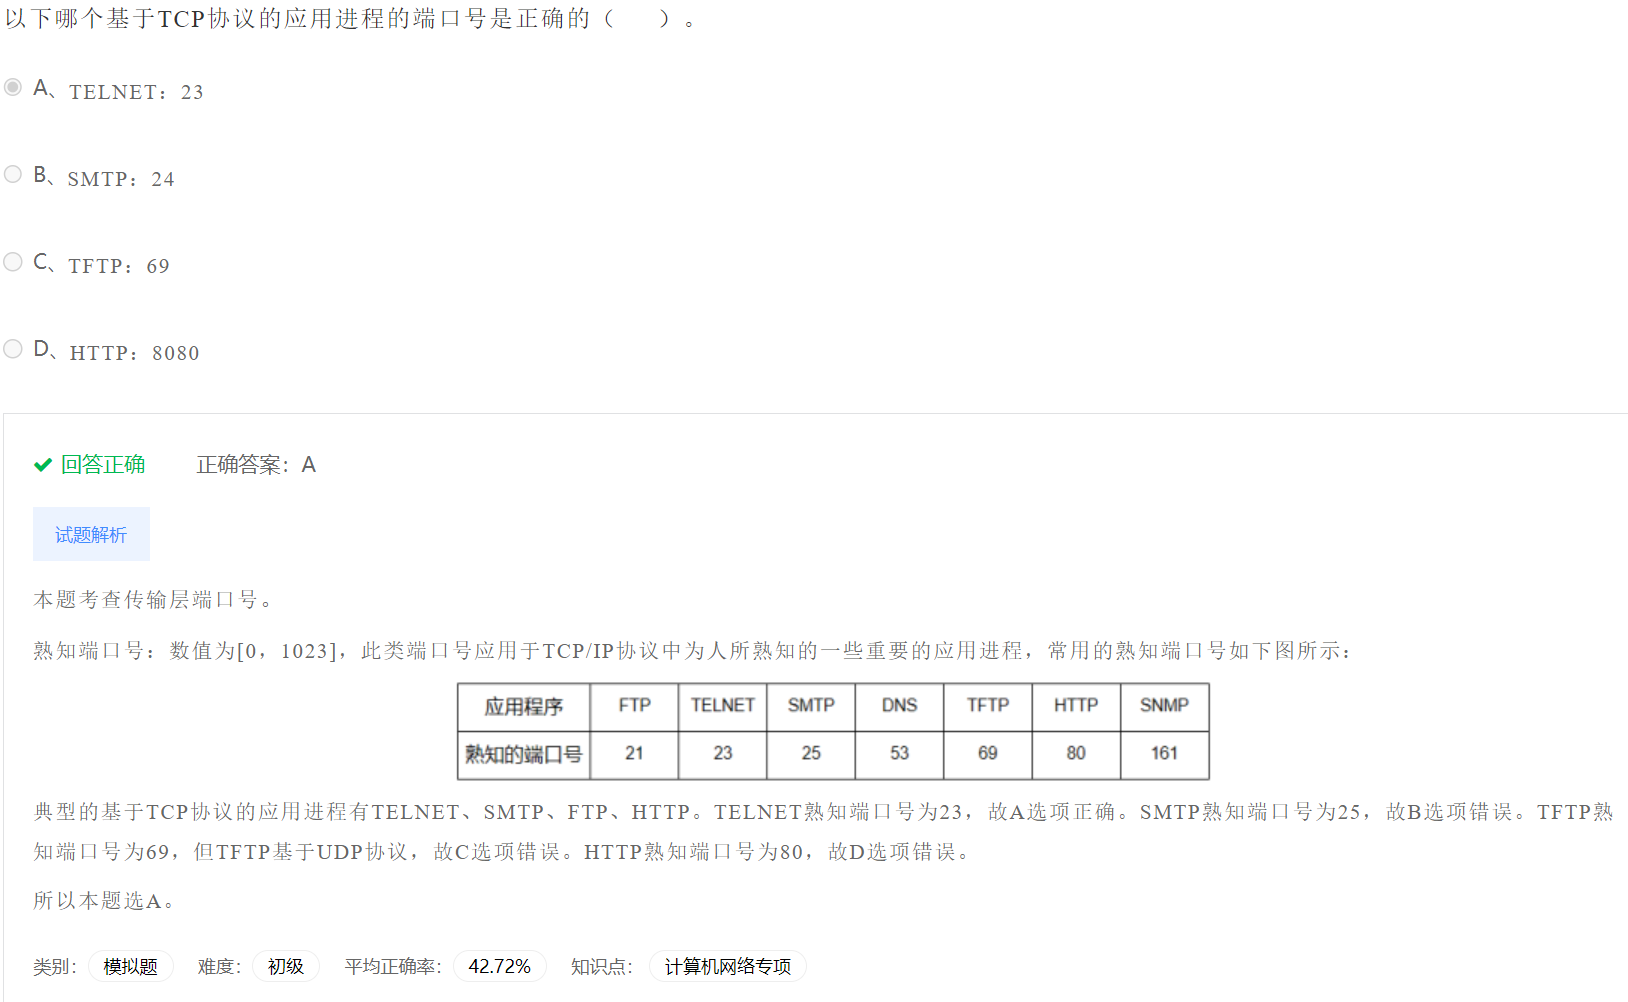 以下哪个基于TCP协议的应用进程的端口号是正确的（　　）。
A、TELNET：23
B、SMTP：24
C、TFTP：69
D、HTTP：8080
回答正确　正确答案：A
试题解析
本题考查传输层端口号。
熟知端口号：数值为[0，1023]，此类端口号应用于TCP/IP协议中为人所熟知的一些重要的应用进程，常用的熟知端口号如下图所示：
应用程序 FTP TELNET SMTP DNS TFTP HTTP SNMP
熟知的端口号 21 23 25 53 69 80 161
典型的基于TCP协议的应用进程有TELNET、SMTP、FTP、HTTP。TELNET熟知端口号为23，故A选项正确。SMTP熟知端口号为25，故B选项错误。TFTP熟
知端口号为69，但TFTP基于UDP协议，故C选项错误。HTTP熟知端口号为80，故D选项错误。
所以本题选A。
类别： 模拟题 难度： 初级 平均正确率： 42.72% 知识点： 计算机网络专项